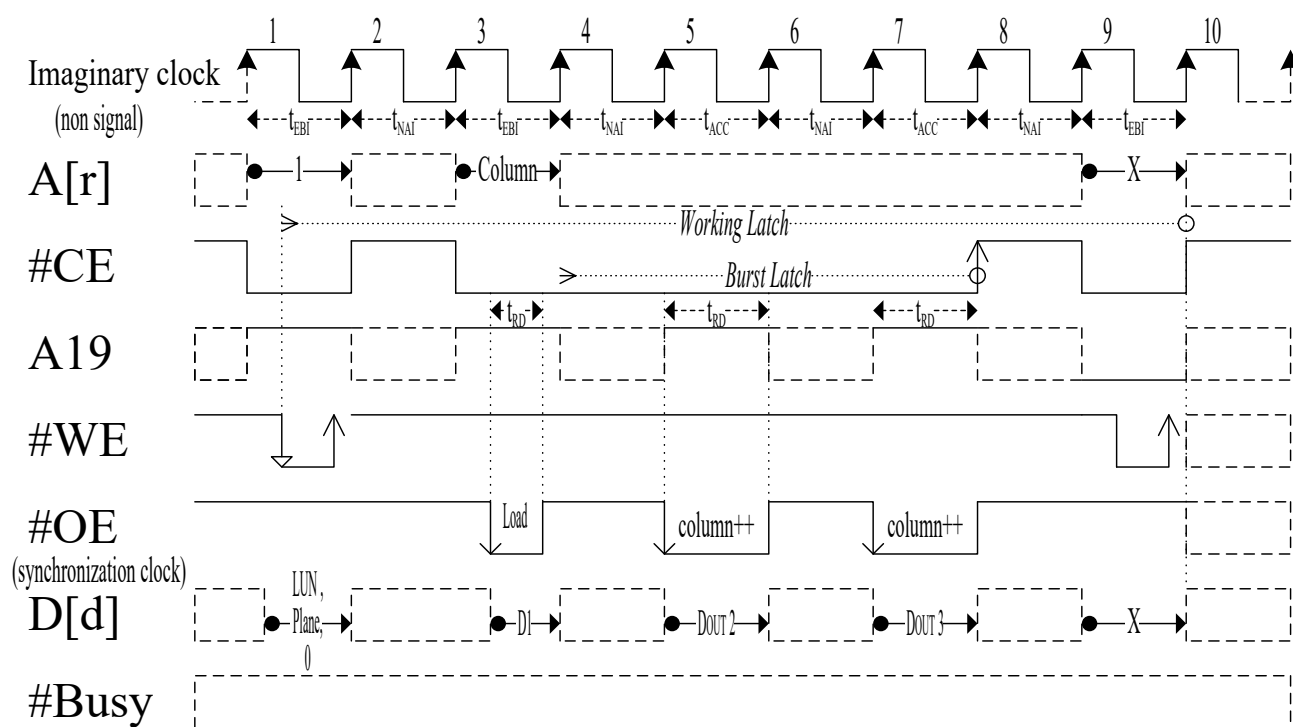 1 2 3 4 5 6 7 8 9 10
Imaginary clock
(non signal)
tEBI tNAI tEBI tNAI tACC tNAI tACC tNAI tEBI
A[r]
1 Column X
Working Latch
#CE
Burst Latch
tRD tRD tRD
A19
#WE
#OE
Load column++ column++
(synchronization clock)
D[d]
LUN ,
Plane,
0
D1 DOUT 2 DOUT 3 X
#Busy